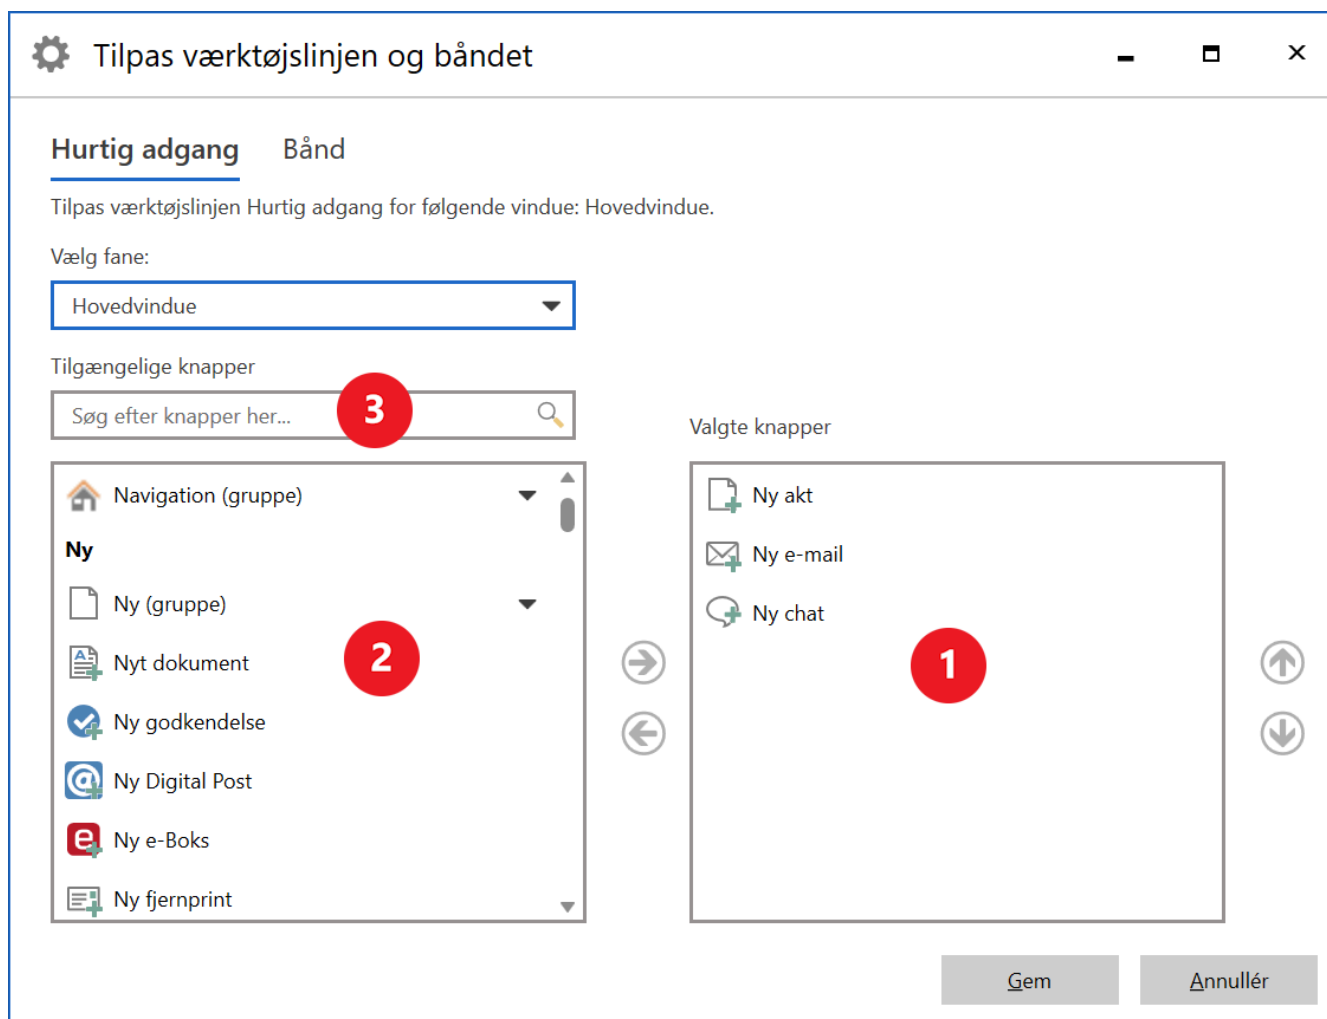 Tilpas værktøjslinjen og båndet
Hurtig adgang Bånd
Tilpas værktøjslinjen Hurtig adgang for følgende vindue: Hovedvindue.
Vælg fane:
Hovedvindue
Tilgængelige knapper
Søg efter knapper her...
3
Navigation (gruppe)
Ny
Ny (gruppe)
Nyt dokument
Ny godkendelse
Ny Digital Post
Ny e-Boks
Ny fjernprint
2
Valgte knapper
Ny akt
Ny e-mail
Ny chat
1
Gem Annullér